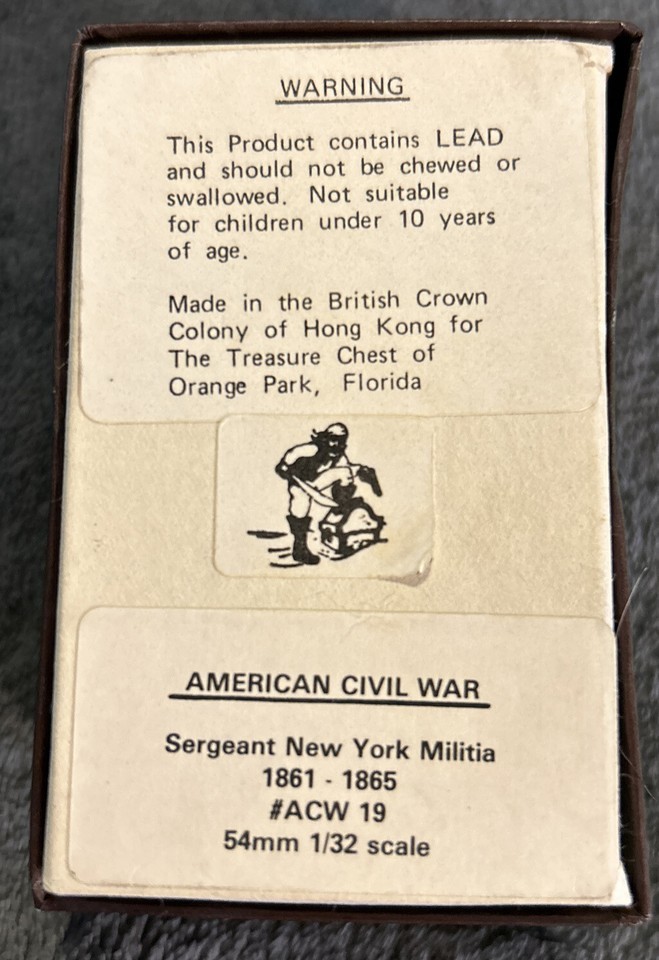 WARNING
This Product contains LEAD
and should not be chewed or
swallowed. Not suitable
for children under 10 years
of age.
Made in the British Crown
Colony of Hong Kong for
The Treasure Chest of
Orange Park, Florida
AMERICAN CIVIL WAR
Sergeant New York Militia
1861 - 1865
#ACW 19
54mm 1/32 scale